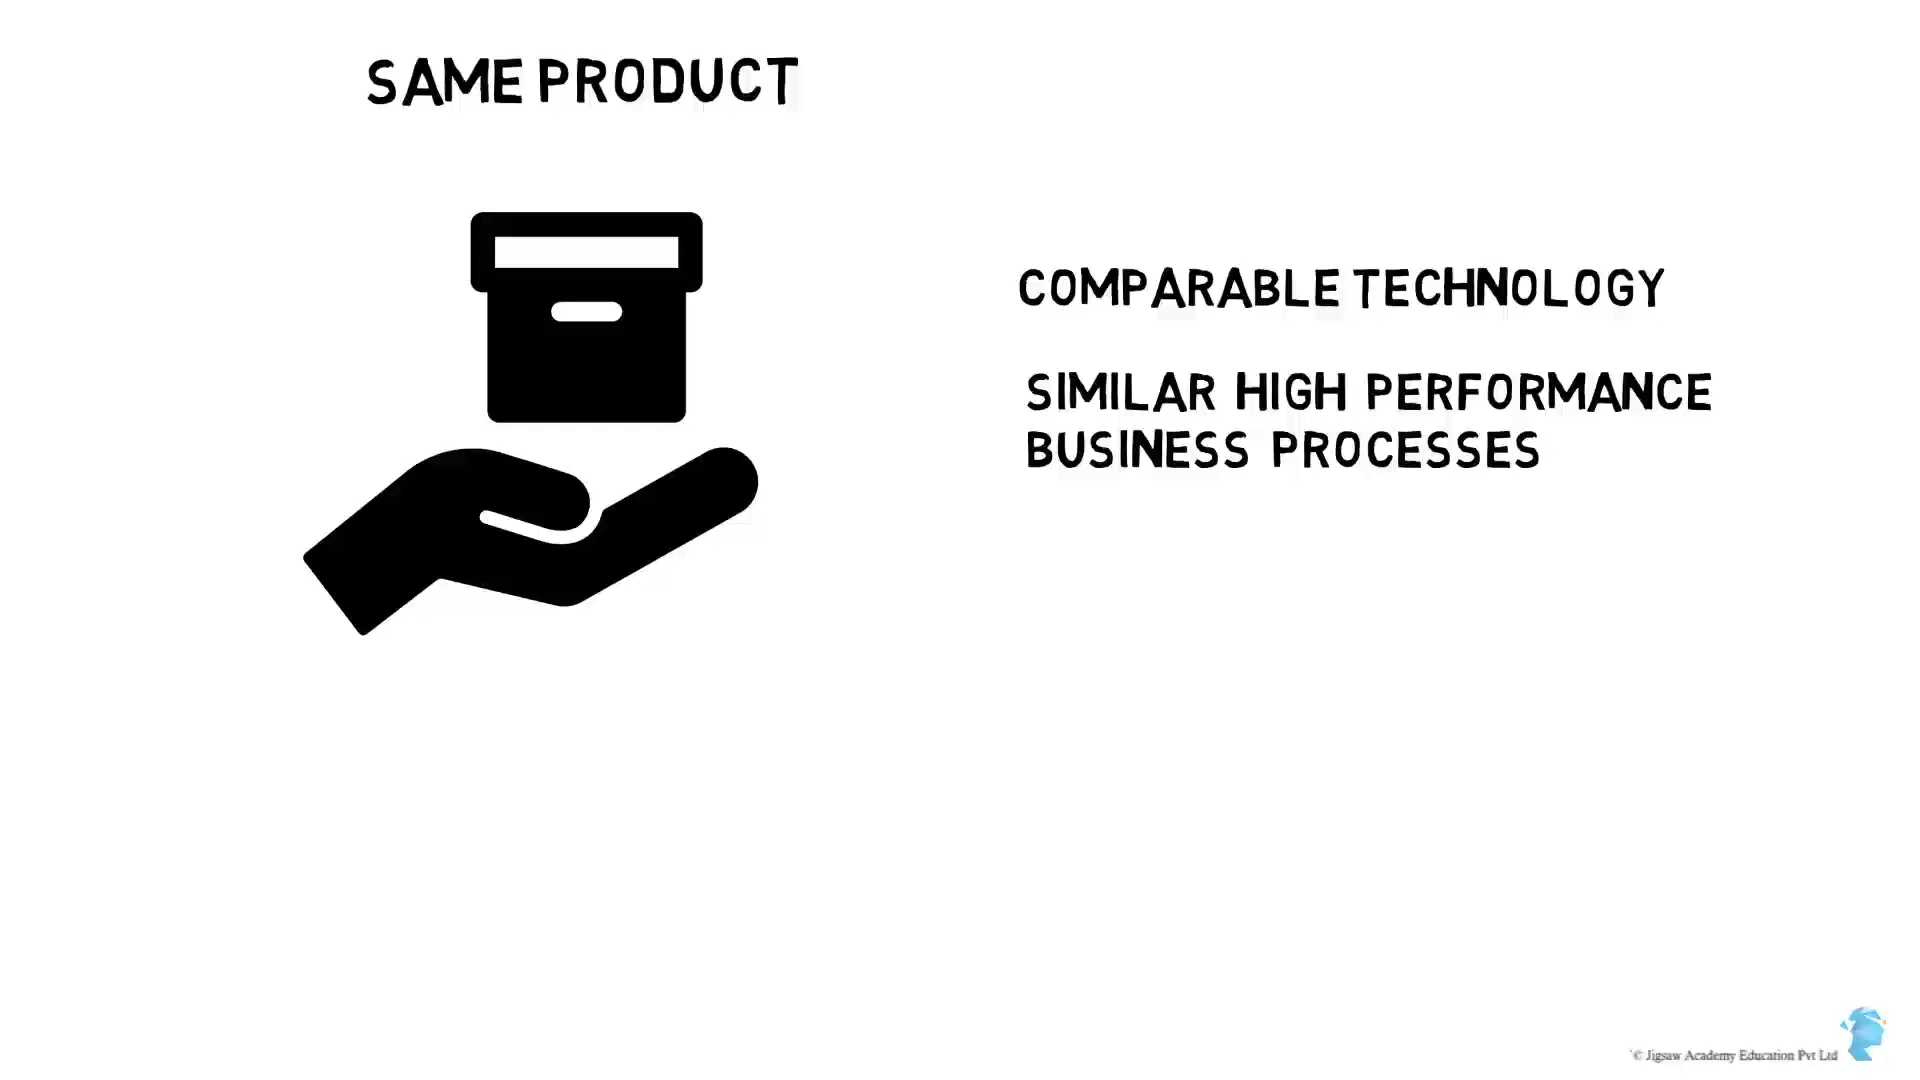 SAME PRODUCT
COMPARABLE TECHNOLOGY
SIMILAR HIGH PERFORMANCE
BUSINESS PROCESSES
© Jigsaw Academy Education Pvt Ltd